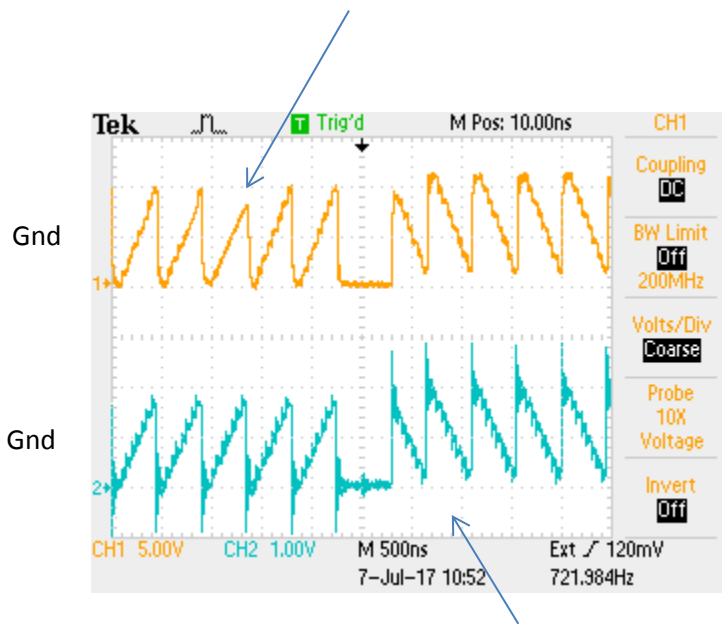 Tek T Trig'd M Pos: 10.00ns CH1
Coupling
DC
Gnd
BW Limit
Off
200MHz
1
Volts/Div
Coarse
Probe
10X
Voltage
Gnd
2
Invert
Off
CH1 5.00V CH2 1.00V M 500ns Ext / 120mV
7-Jul-17 10:52 721.984Hz